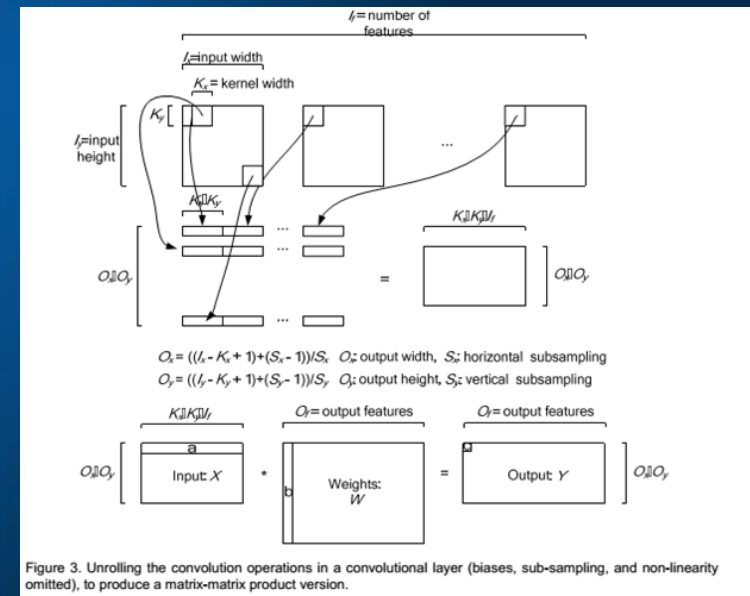 I_f=number of
features
I_x=input width
K_x= kernel width
K_y
I_y=input
height
...
K_x▯K_y
...
K_x▯K_y▯I_f
...
O_x▯O_y
=
O_x▯O_y
...
O_x= ((I_x- K_x+ 1)+(S_x- 1))/S_x O_x: output width, S_x: horizontal subsampling
O_y= ((I_y- K_y+ 1)+(S_y- 1))/S_y O_y: output height, S_y: vertical subsampling
K_x▯K_y▯I_f O_f= output features O_f= output features
a
O_x▯O_y Input: X * b Weights: = Output: Y O_x▯O_y
W
Figure 3. Unrolling the convolution operations in a convolutional layer (biases, sub-sampling, and non-linearity
omitted), to produce a matrix-matrix product version.